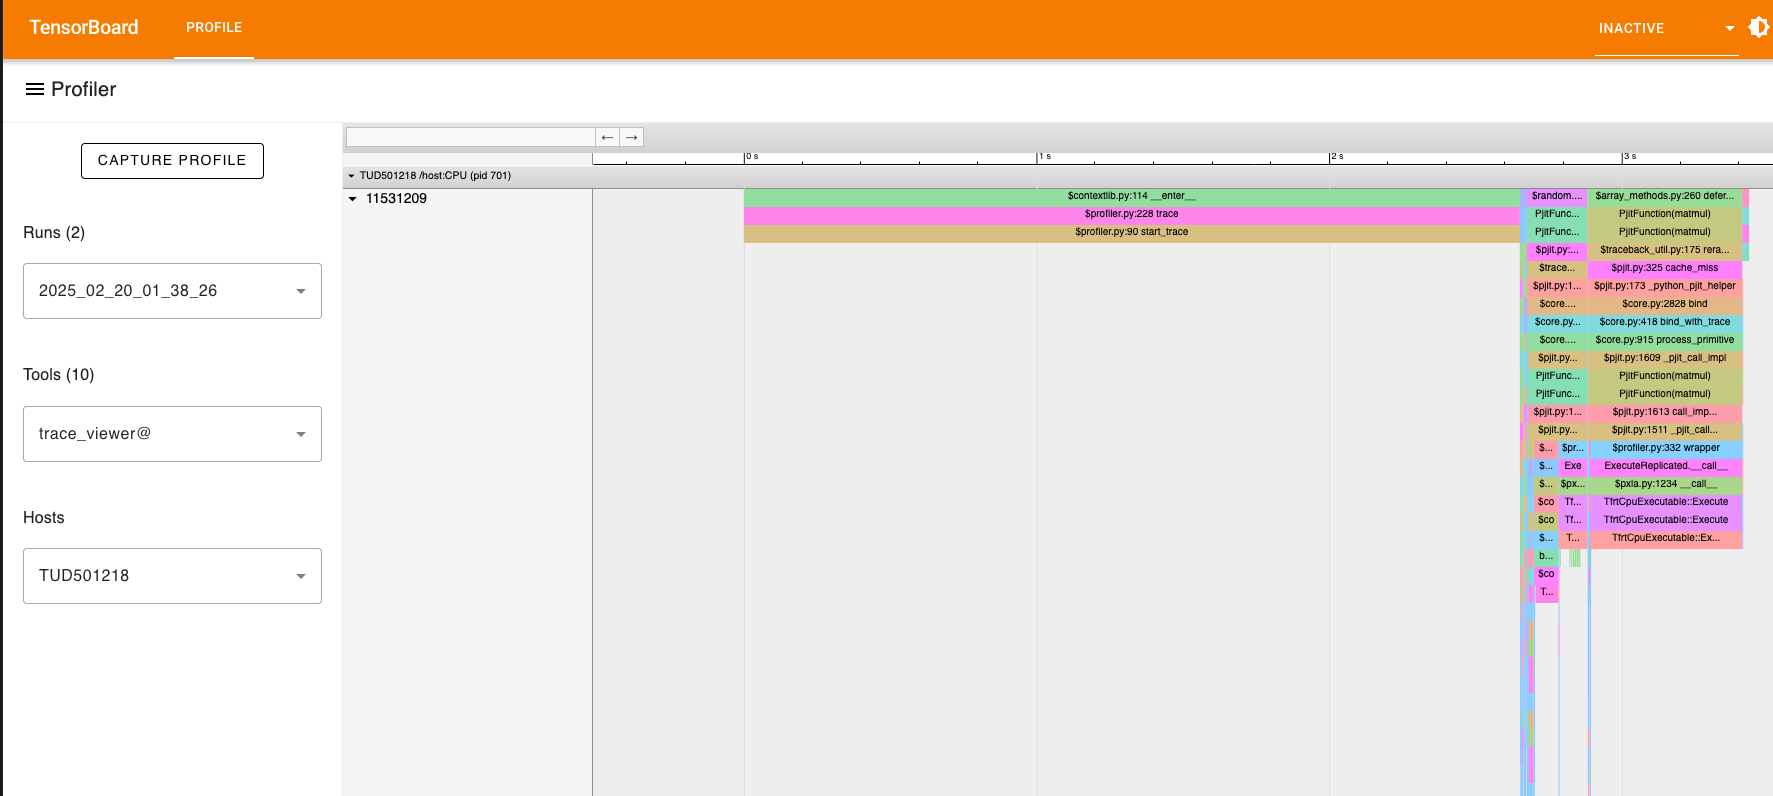 TensorBoard
PROFILE
INACTIVE
Profiler
CAPTURE PROFILE
Runs (2)
2025_02_20_01_38_26
Tools (10)
trace_viewer@
Hosts
TUD501218
← →
0 s 1 s 2 s 3 s
TUD501218 /host:CPU (pid 701)
11531209
$contextlib.py:114 __enter__ $random.... $array_methods.py:260 defer...
$profiler.py:228 trace PjitFunc... PjitFunction(matmul)
$profiler.py:90 start_trace PjitFunc... PjitFunction(matmul)
$pjit.py:... $traceback_util.py:175 rera...
$trace... $pjit.py:325 cache_miss
$pjit.py:1... $pjit.py:173 _python_pjit_helper
$core.... $core.py:2828 bind
$core.py... $core.py:418 bind_with_trace
$core.... $core.py:915 process_primitive
$pjit.py... $pjit.py:1609 _pjit_call_impl
PjitFunc... PjitFunction(matmul)
PjitFunc... PjitFunction(matmul)
$pjit.py:1... $pjit.py:1613 call_imp...
$pjit.py... $pjit.py:1511 _pjit_call...
$... $pr... $profiler.py:332 wrapper
$... Exe ExecuteReplicated.__call__
$... $px... $pxla.py:1234 __call__
$co Tf... TfrtCpuExecutable::Execute
$co Tf... TfrtCpuExecutable::Execute
$... T... TfrtCpuExecutable::Ex...
b...
$co
T...